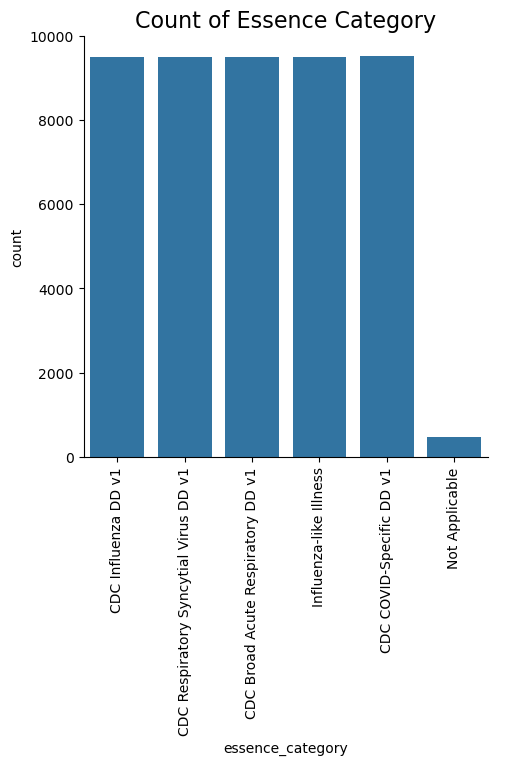 Count of Essence Category
10000
8000
6000
4000
2000
0
count
CDC Influenza DD v1
CDC Respiratory Syncytial Virus DD v1
CDC Broad Acute Respiratory DD v1
Influenza-like Illness
CDC COVID-Specific DD v1
Not Applicable
essence_category